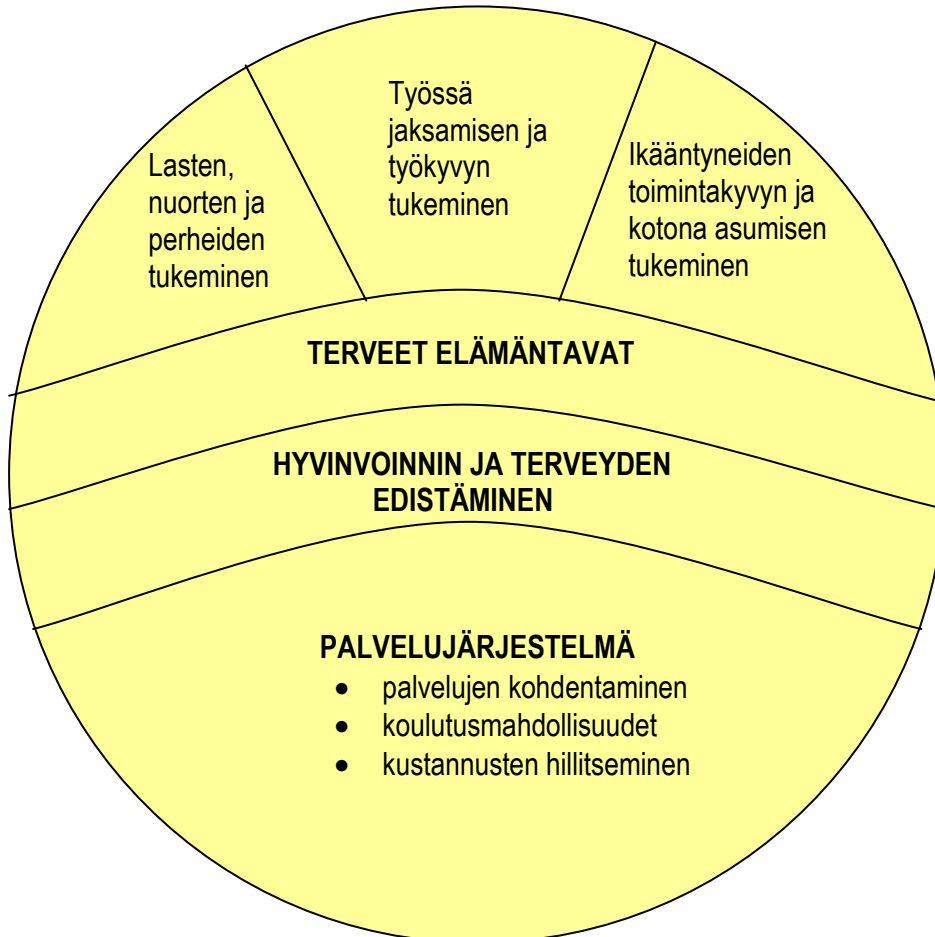 Lasten,
nuorten ja
perheiden
tukeminen
Työssä
jaksamisen ja
työkyvyn
tukeminen
Ikääntyneiden
toimintakyvyn ja
kotona asumisen
tukeminen
TERVEET ELÄMÄNTAVAT
HYVINVOINNIN JA TERVEYDEN
EDISTÄMINEN
PALVELUJÄRJESTELMÄ
• palvelujen kohdentaminen
• koulutusmahdollisuudet
• kustannusten hillitseminen